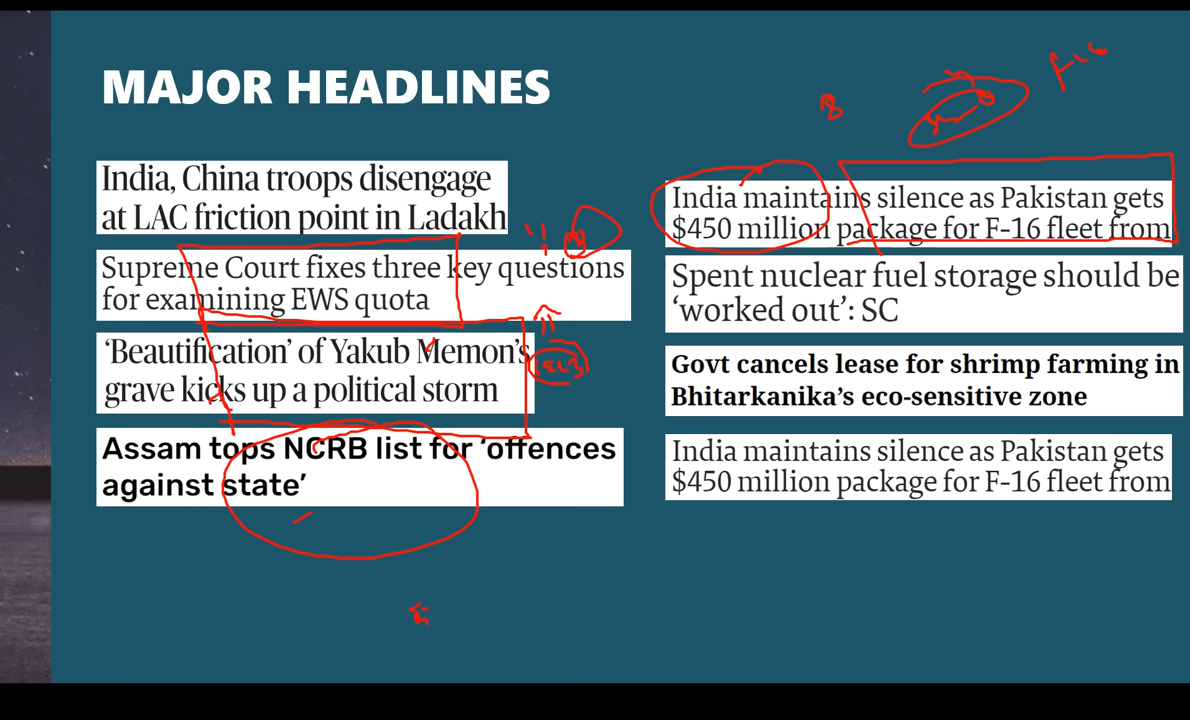 MAJOR HEADLINES
India, China troops disengage
at LAC friction point in Ladakh
Supreme Court fixes three key questions
for examining EWS quota
‘Beautification’ of Yakub Memon’s
grave kicks up a political storm
Assam tops NCRB list for ‘offences
against state’
F16
India maintains silence as Pakistan gets
$450 million package for F-16 fleet from
Spent nuclear fuel storage should be
‘worked out’: SC
Govt cancels lease for shrimp farming in
Bhitarkanika’s eco-sensitive zone
India maintains silence as Pakistan gets
$450 million package for F-16 fleet from